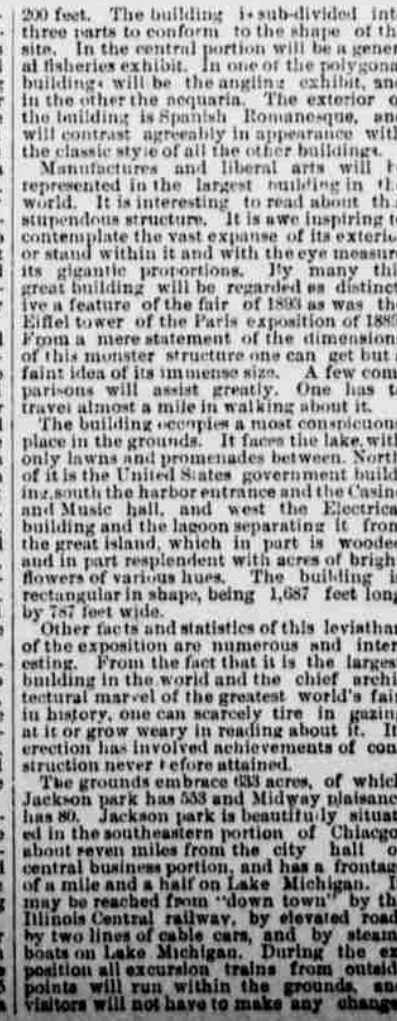 200 feet. The building is sub-divided int
three parts to conform to the shape of th
site. In the central portion will be a gener
al fisheries exhibit. In one of the polygona
buildings will be the angling exhibit, and
in the other the acquaria. The exterior o
the building is Spanish Romanesque, an
will contrast agreeably in appearance with
the classic style of all the other buildings.
Manufactures and liberal arts will b
represented in the largest building in th
world. It is interesting to read about thi
stupendous structure. It is awe inspiring to
contemplate the vast expanse of its exterio
or stand within it and with the eye measure
its gigantic proportions. By many this
great building will be regarded as distinct
ive a feature of the fair of 1893 as was the
Eiffel tower of the Paris exposition of 1889
From a mere statement of the dimensions
of this monster structure one can get but a
faint idea of its immense size. A few com
parisons will assist greatly. One has to
travel almost a mile in walking about it.
The building occupies a most conspicuou
place in the grounds. It faces the lake, with
only lawns and promenades between. North
of it is the United States government build
ing, south the harbor entrance and the Casino
and Music hall, and west the Electrica
building and the lagoon separating it from
the great island, which in part is wooded
and in part resplendent with acres of brigh
flowers of various hues. The building is
rectangular in shape, being 1,687 feet long
by 787 feet wide.
Other facts and statistics of this leviathan
of the exposition are numerous and inter
esting. From the fact that it is the larges
building in the world and the chief archi
tectural marvel of the greatest world's fair
in history, one can scarcely tire in gazing
at it or grow weary in reading about it. It
erection has involved achievements of con
struction never before attained.
The grounds embrace 633 acres, of which
Jackson park has 553 and Midway plaisanc
has 80. Jackson park is beautifully situat
ed in the southeastern portion of Chiacgo
about seven miles from the city hall o
central business portion, and has a frontag
of a mile and a half on Lake Michigan. I
may be reached from "down town" by th
Illinois Central railway, by elevated road
by two lines of cable cars, and by steam
boats on Lake Michigan. During the ex
position all excursion trains from outsid
points will run within the grounds, and
visitors will not have to make any change